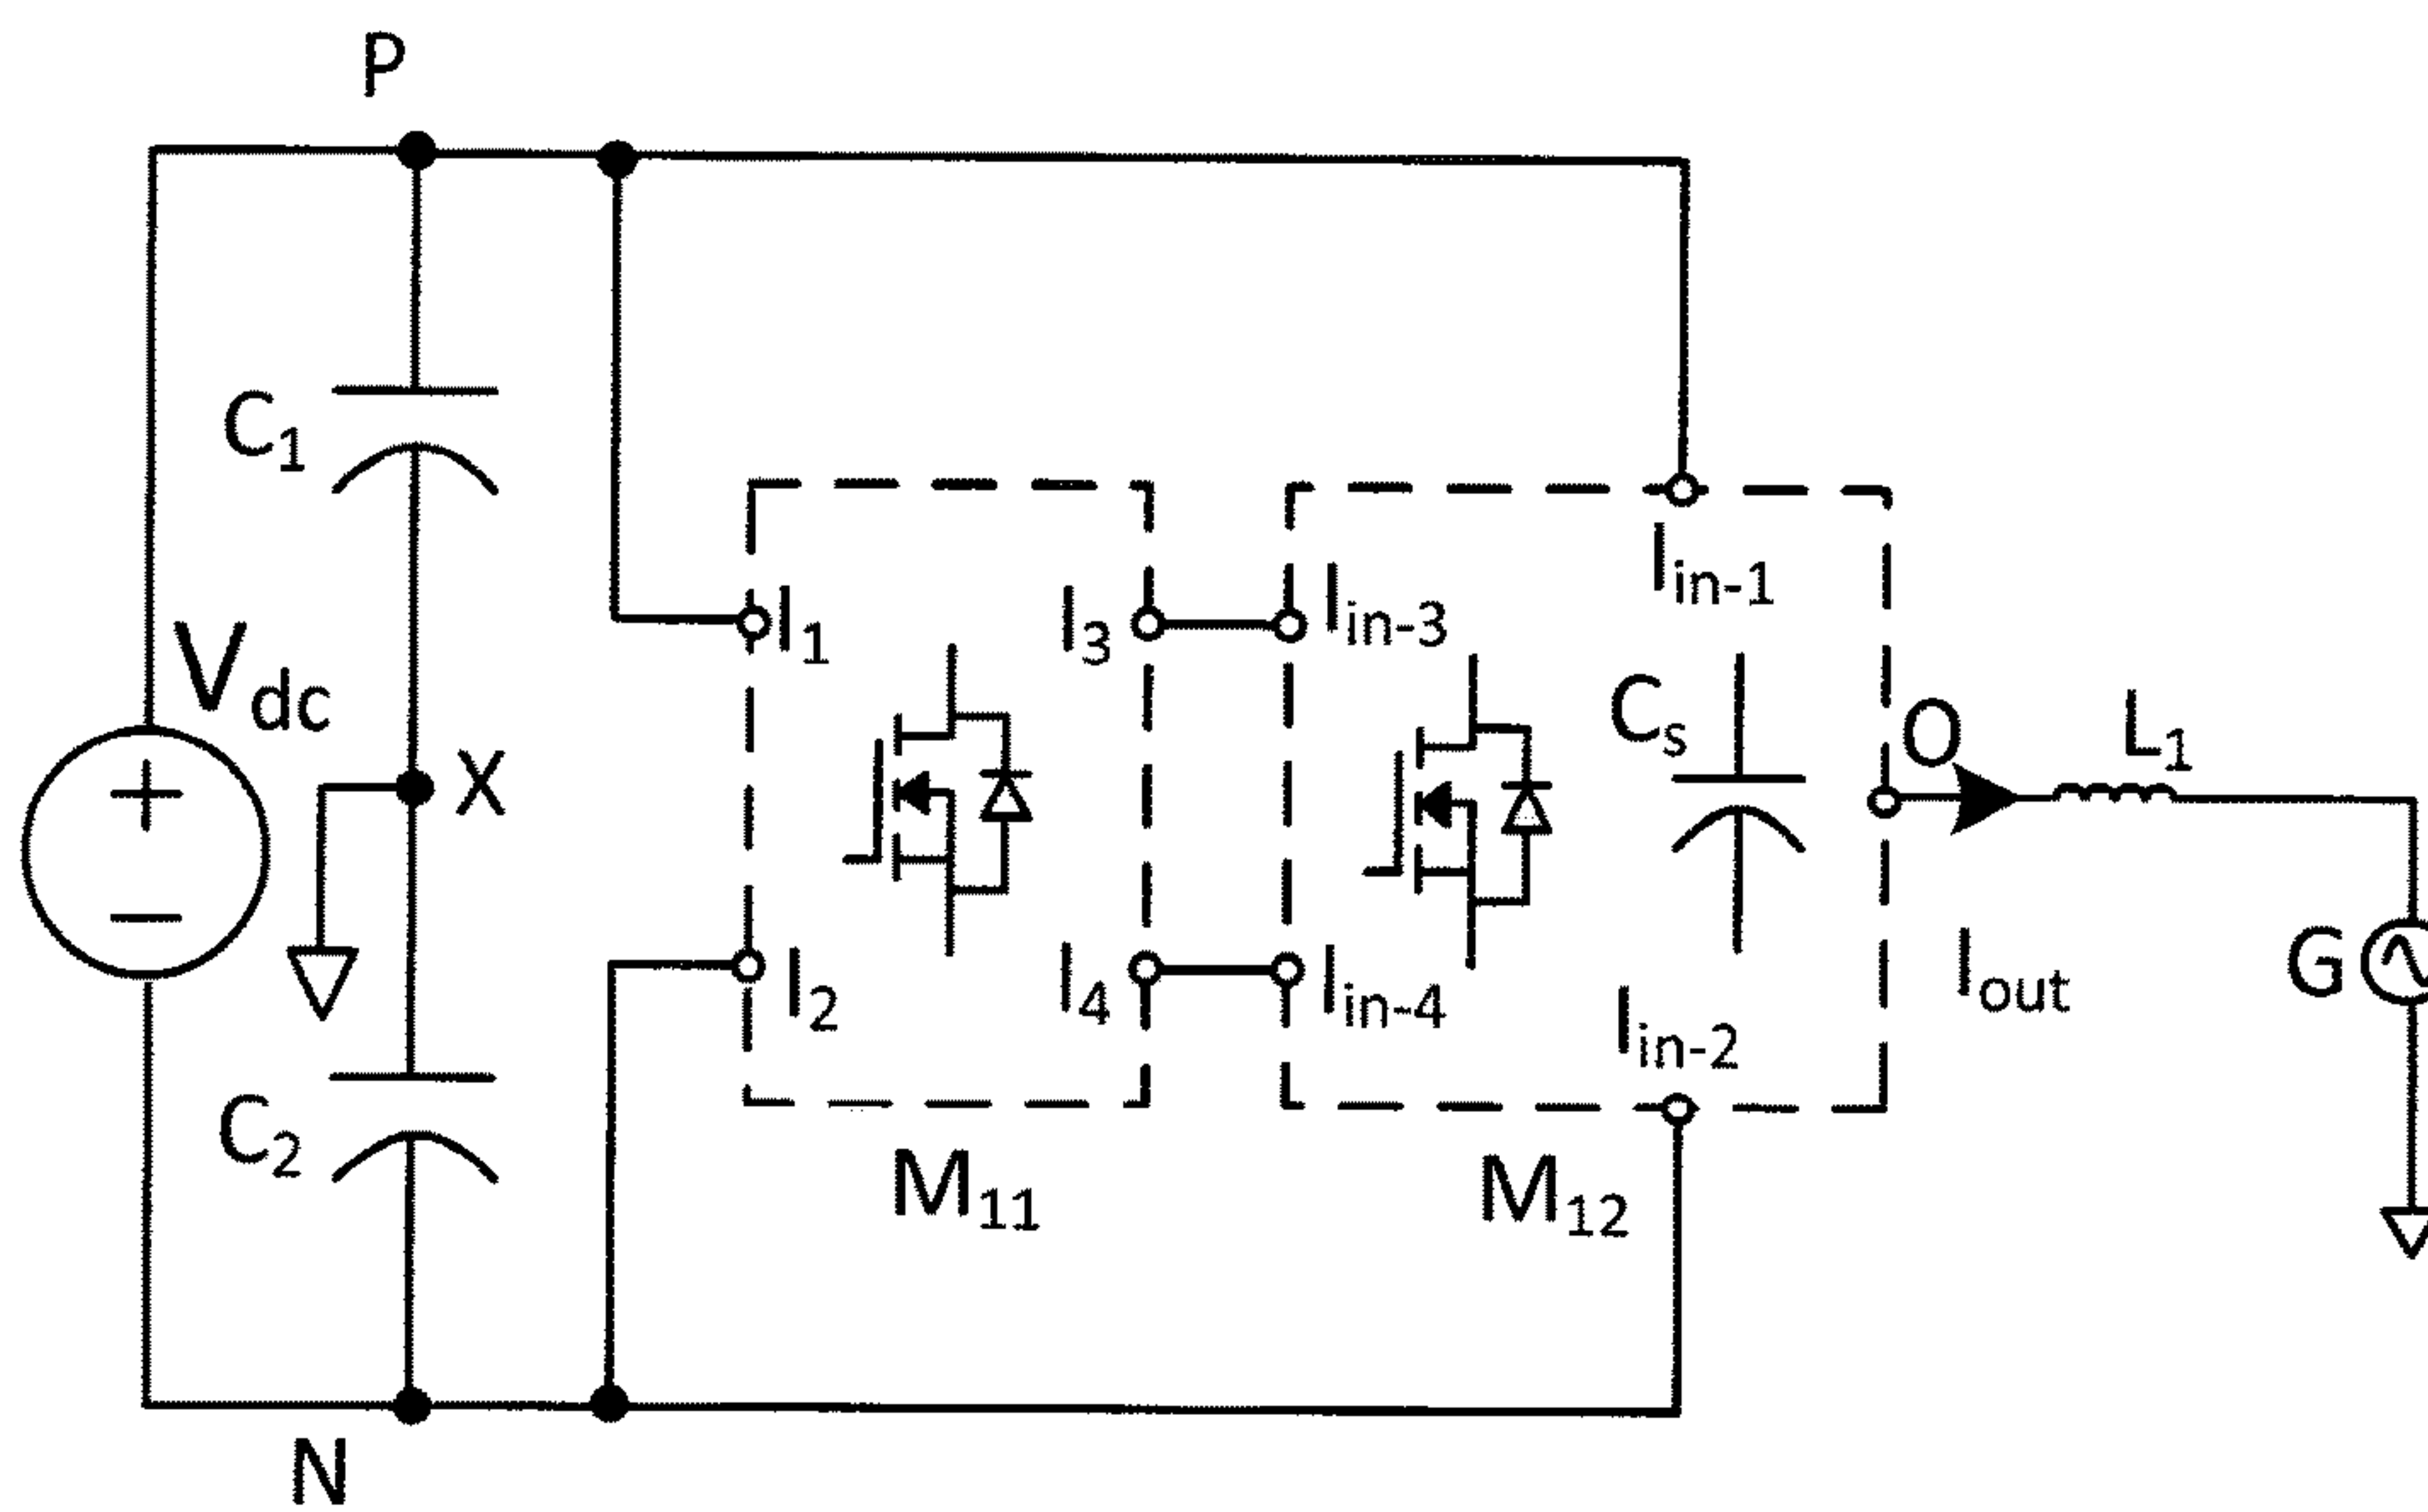 P
C1
Vdc
+
−
X
C2
N
I1
I2
I3
I4
M11
Iin-3
Iin-4
Iin-1
Cs
Iin-2
M12
O
Iout
L1
G